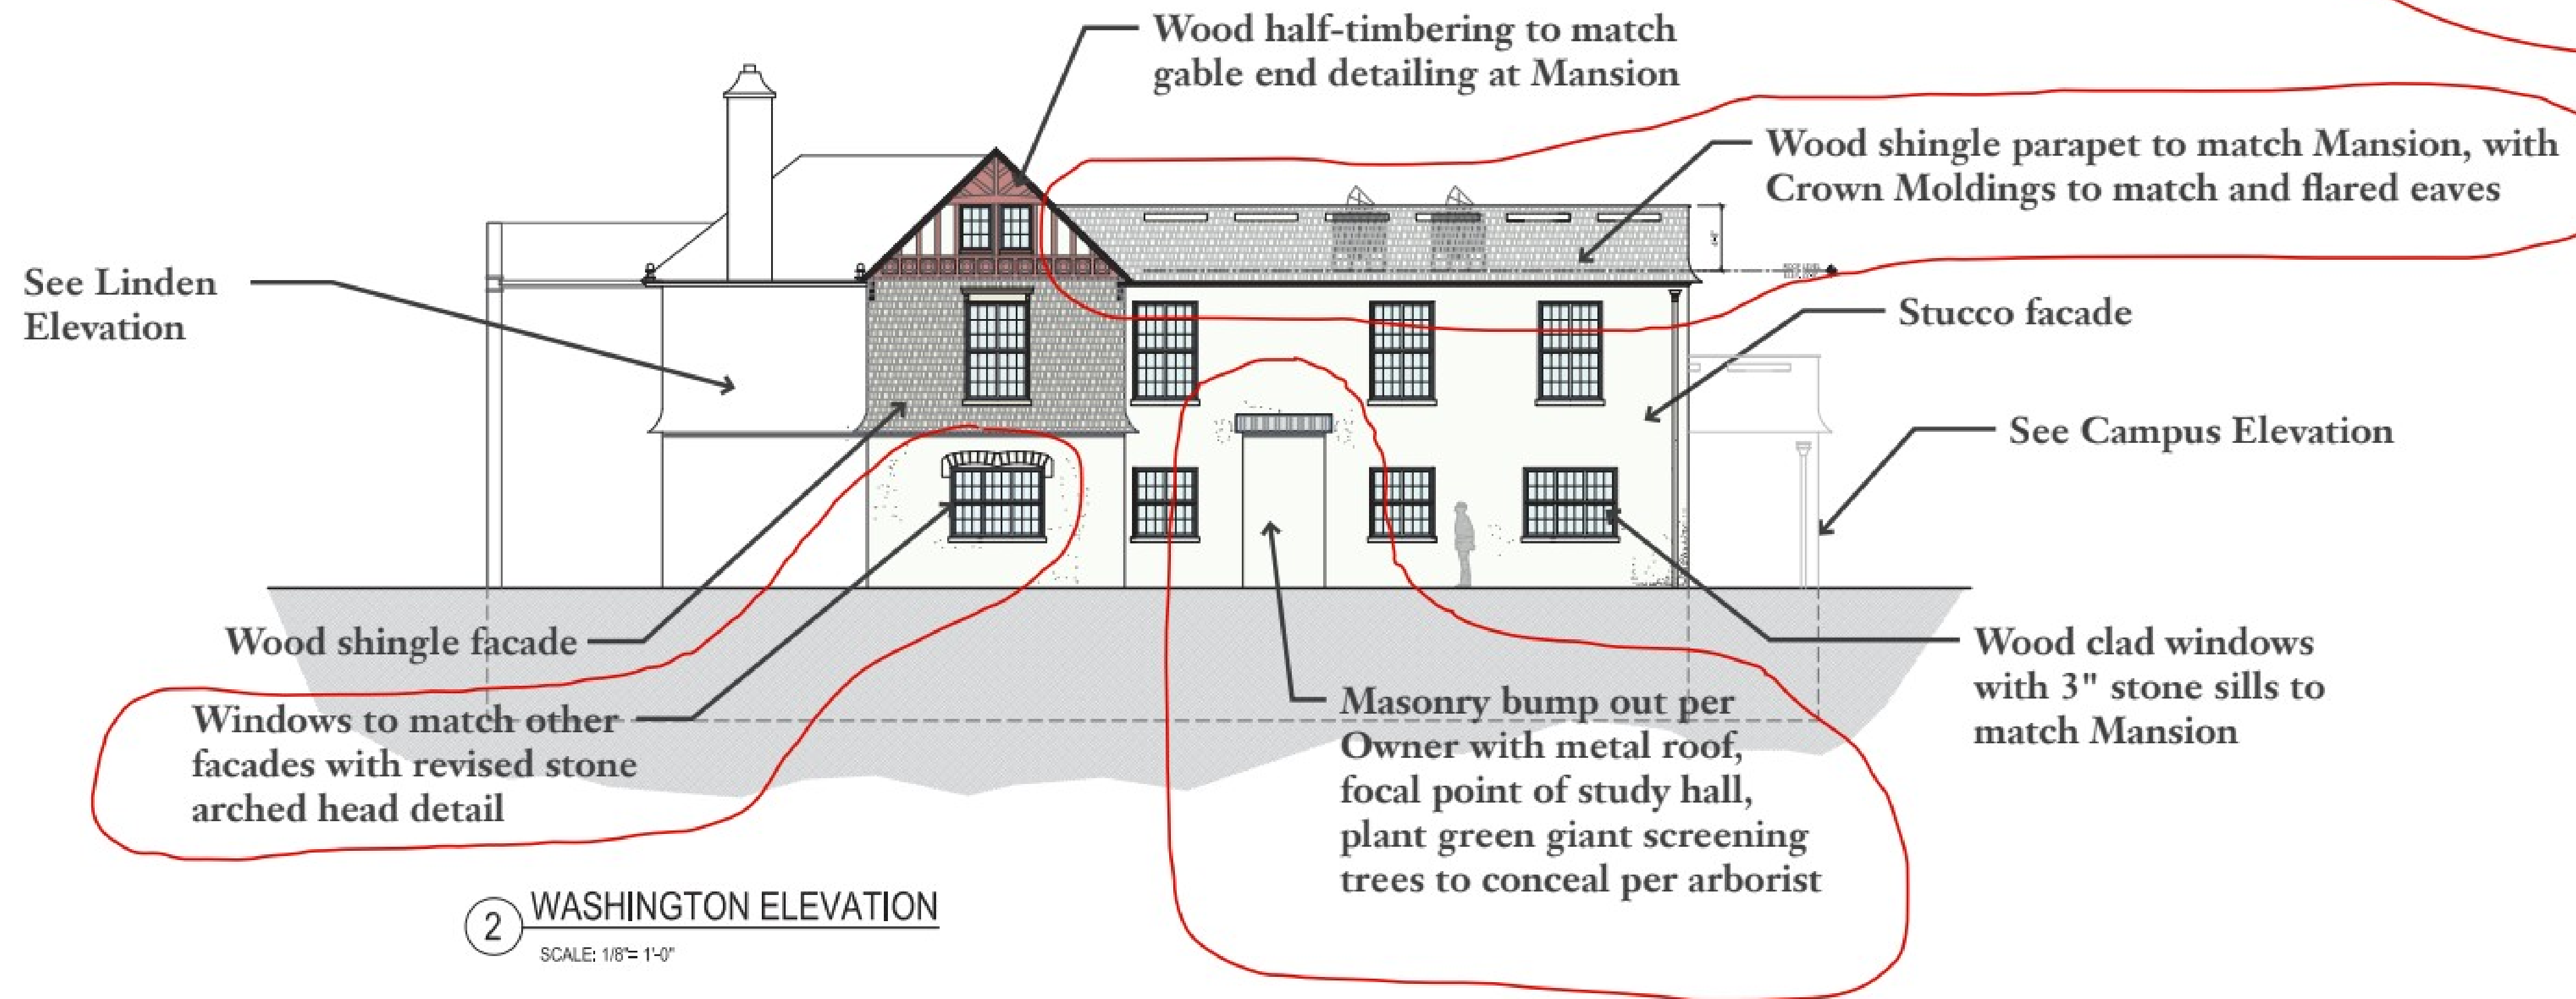 Wood half-timbering to match
gable end detailing at Mansion
Wood shingle parapet to match Mansion, with
Crown Moldings to match and flared eaves
See Linden
Elevation
Stucco facade
See Campus Elevation
Wood shingle facade
Windows to match other
facades with revised stone
arched head detail
Masonry bump out per
Owner with metal roof,
focal point of study hall,
plant green giant screening
trees to conceal per arborist
Wood clad windows
with 3" stone sills to
match Mansion
2 WASHINGTON ELEVATION
SCALE: 1/8"= 1'-0"